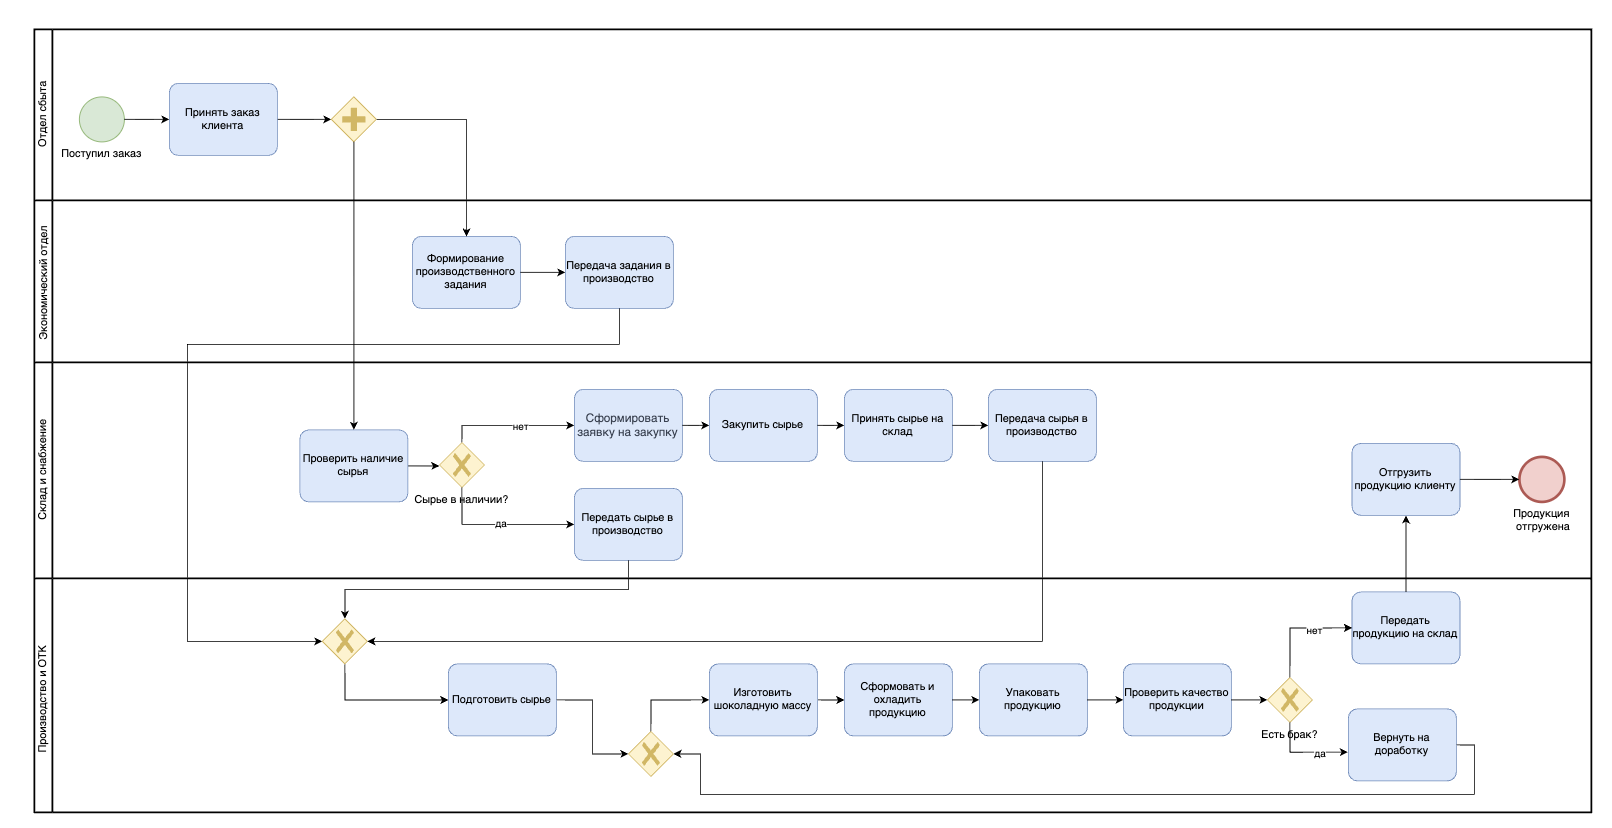 Отдел сбыта
Поступил заказ
Принять заказ
клиента
Экономический отдел
Формирование
производственного
задания
Передача задания в
производство
Склад и снабжение
Проверить наличие
сырья
Сырье в наличии?
нет
да
Сформировать
заявку на закупку
Закупить сырье
Принять сырье на
склад
Передача сырья в
производство
Передать сырье в
производство
Отгрузить
продукцию клиенту
Продукция
отгружена
Производство и ОТК
Подготовить сырье
Изготовить
шоколадную массу
Сформовать и
охладить
продукцию
Упаковать
продукцию
Проверить качество
продукции
Есть брак?
нет
да
Передать
продукцию на склад
Вернуть на
доработку